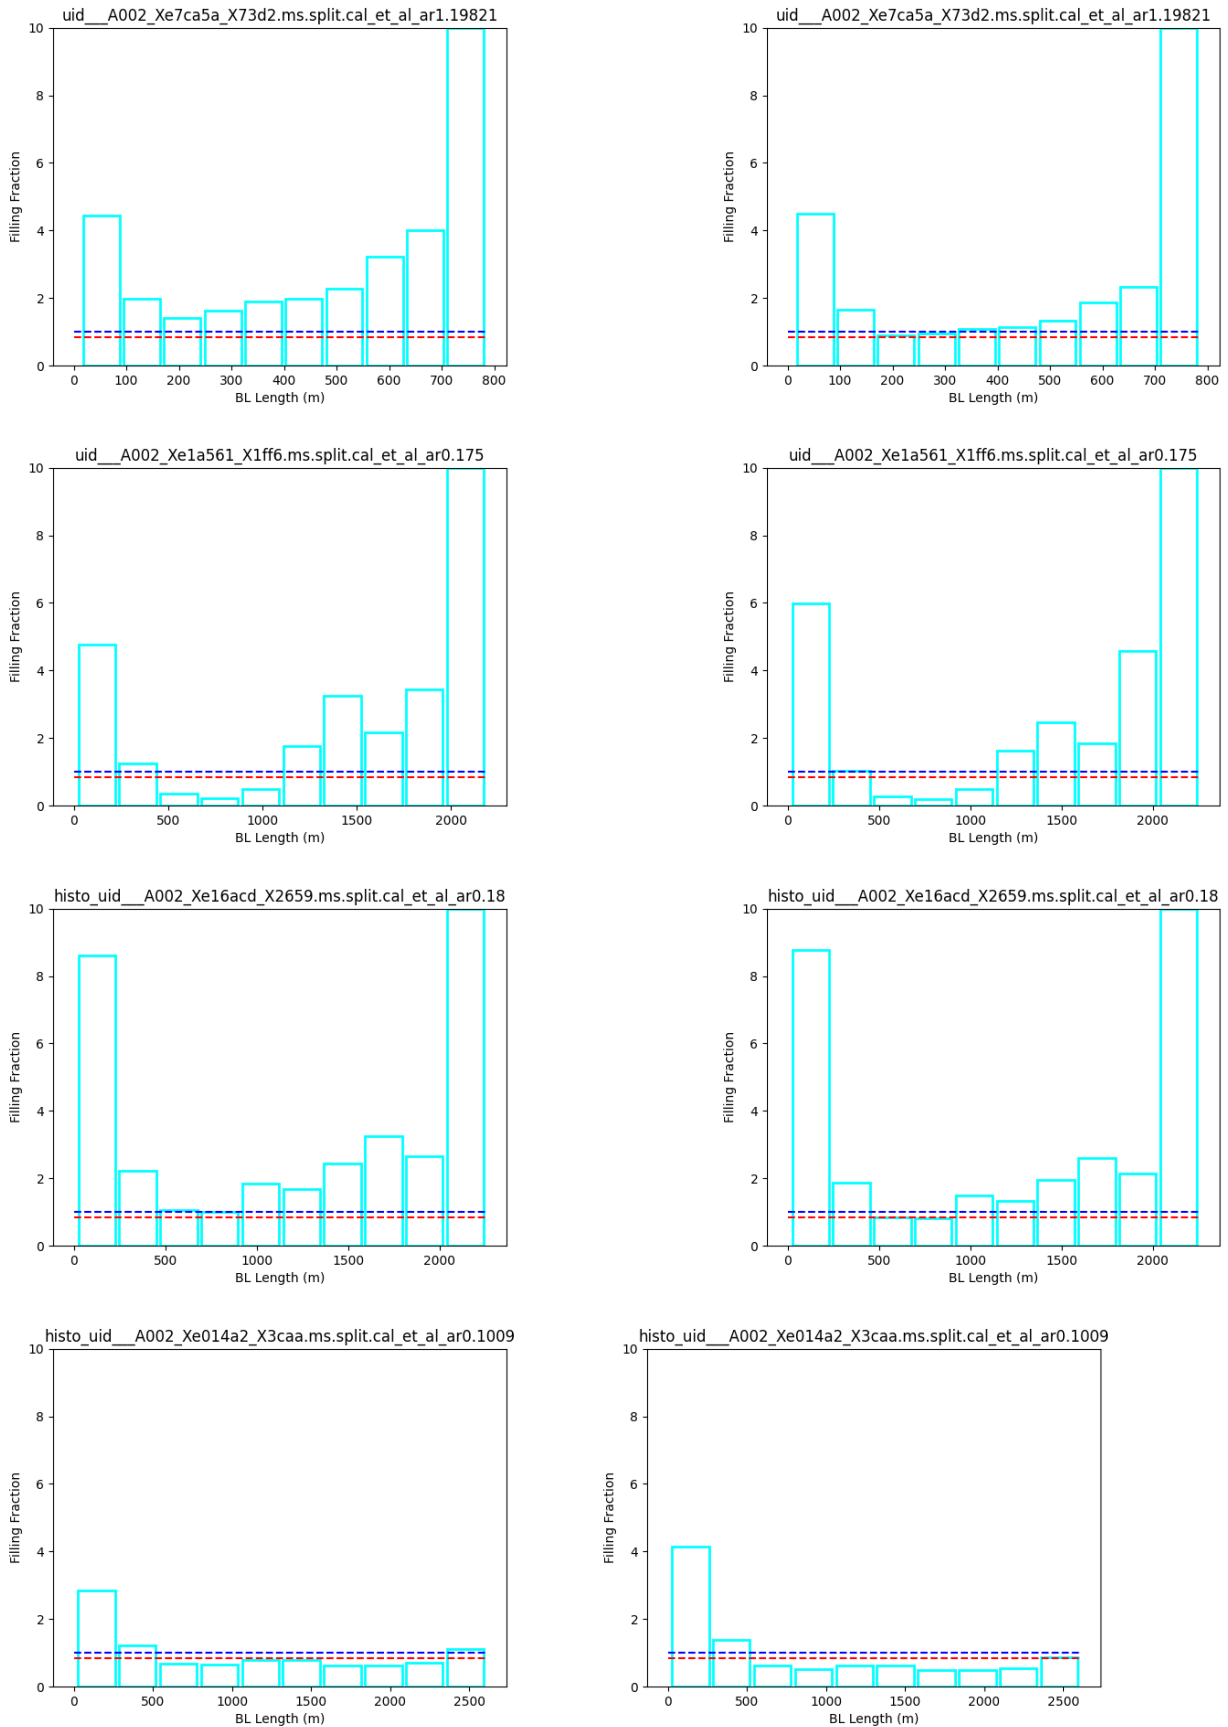 uid___A002_Xe7ca5a_X73d2.ms.split.cal_et_al_ar1.19821
10
8
6
4
2
0
Filling Fraction
0 100 200 300 400 500 600 700 800
BL Length (m)
uid___A002_Xe7ca5a_X73d2.ms.split.cal_et_al_ar1.19821
10
8
6
4
2
0
Filling Fraction
0 100 200 300 400 500 600 700 800
BL Length (m)
uid___A002_Xe1a561_X1ff6.ms.split.cal_et_al_ar0.175
10
8
6
4
2
0
Filling Fraction
0 500 1000 1500 2000
BL Length (m)
uid___A002_Xe1a561_X1ff6.ms.split.cal_et_al_ar0.175
10
8
6
4
2
0
Filling Fraction
0 500 1000 1500 2000
BL Length (m)
histo_uid___A002_Xe16acd_X2659.ms.split.cal_et_al_ar0.18
10
8
6
4
2
0
Filling Fraction
0 500 1000 1500 2000
BL Length (m)
histo_uid___A002_Xe16acd_X2659.ms.split.cal_et_al_ar0.18
10
8
6
4
2
0
Filling Fraction
0 500 1000 1500 2000
BL Length (m)
histo_uid___A002_Xe014a2_X3caa.ms.split.cal_et_al_ar0.1009
10
8
6
4
2
0
Filling Fraction
0 500 1000 1500 2000 2500
BL Length (m)
histo_uid___A002_Xe014a2_X3caa.ms.split.cal_et_al_ar0.1009
10
8
6
4
2
0
Filling Fraction
0 500 1000 1500 2000 2500
BL Length (m)